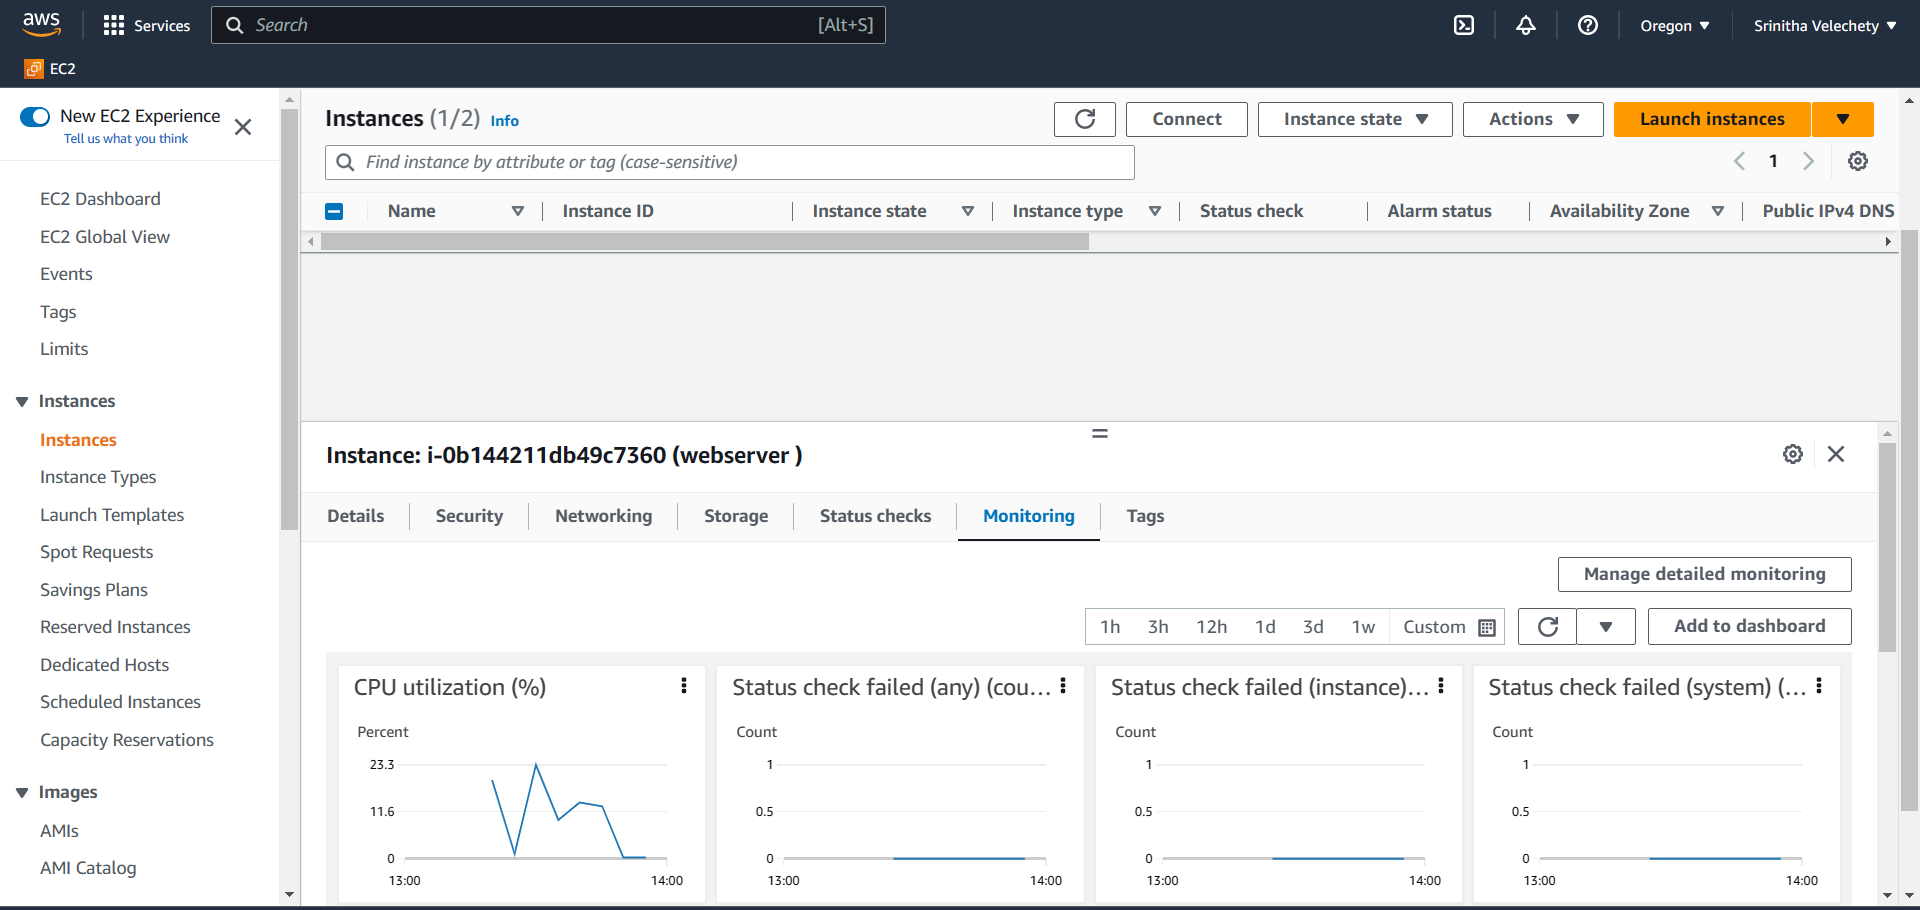 aws
Services
Search [Alt+S]
Oregon
Srinitha Velechety
EC2
New EC2 Experience
Tell us what you think
EC2 Dashboard
EC2 Global View
Events
Tags
Limits
Instances
Instances
Instance Types
Launch Templates
Spot Requests
Savings Plans
Reserved Instances
Dedicated Hosts
Scheduled Instances
Capacity Reservations
Images
AMIs
AMI Catalog
Instances (1/2) Info
Connect
Instance state
Actions
Launch instances
Find instance by attribute or tag (case-sensitive)
1
Name Instance ID Instance state Instance type Status check Alarm status Availability Zone Public IPv4 DNS
Instance: i-0b144211db49c7360 (webserver )
Details Security Networking Storage Status checks Monitoring Tags
Manage detailed monitoring
1h 3h 12h 1d 3d 1w Custom
Add to dashboard
CPU utilization (%)
Percent
23.3
11.6
0
13:00 14:00
Status check failed (any) (cou...
Count
1
0.5
0
13:00 14:00
Status check failed (instance)...
Count
1
0.5
0
13:00 14:00
Status check failed (system) (...
Count
1
0.5
0
13:00 14:00